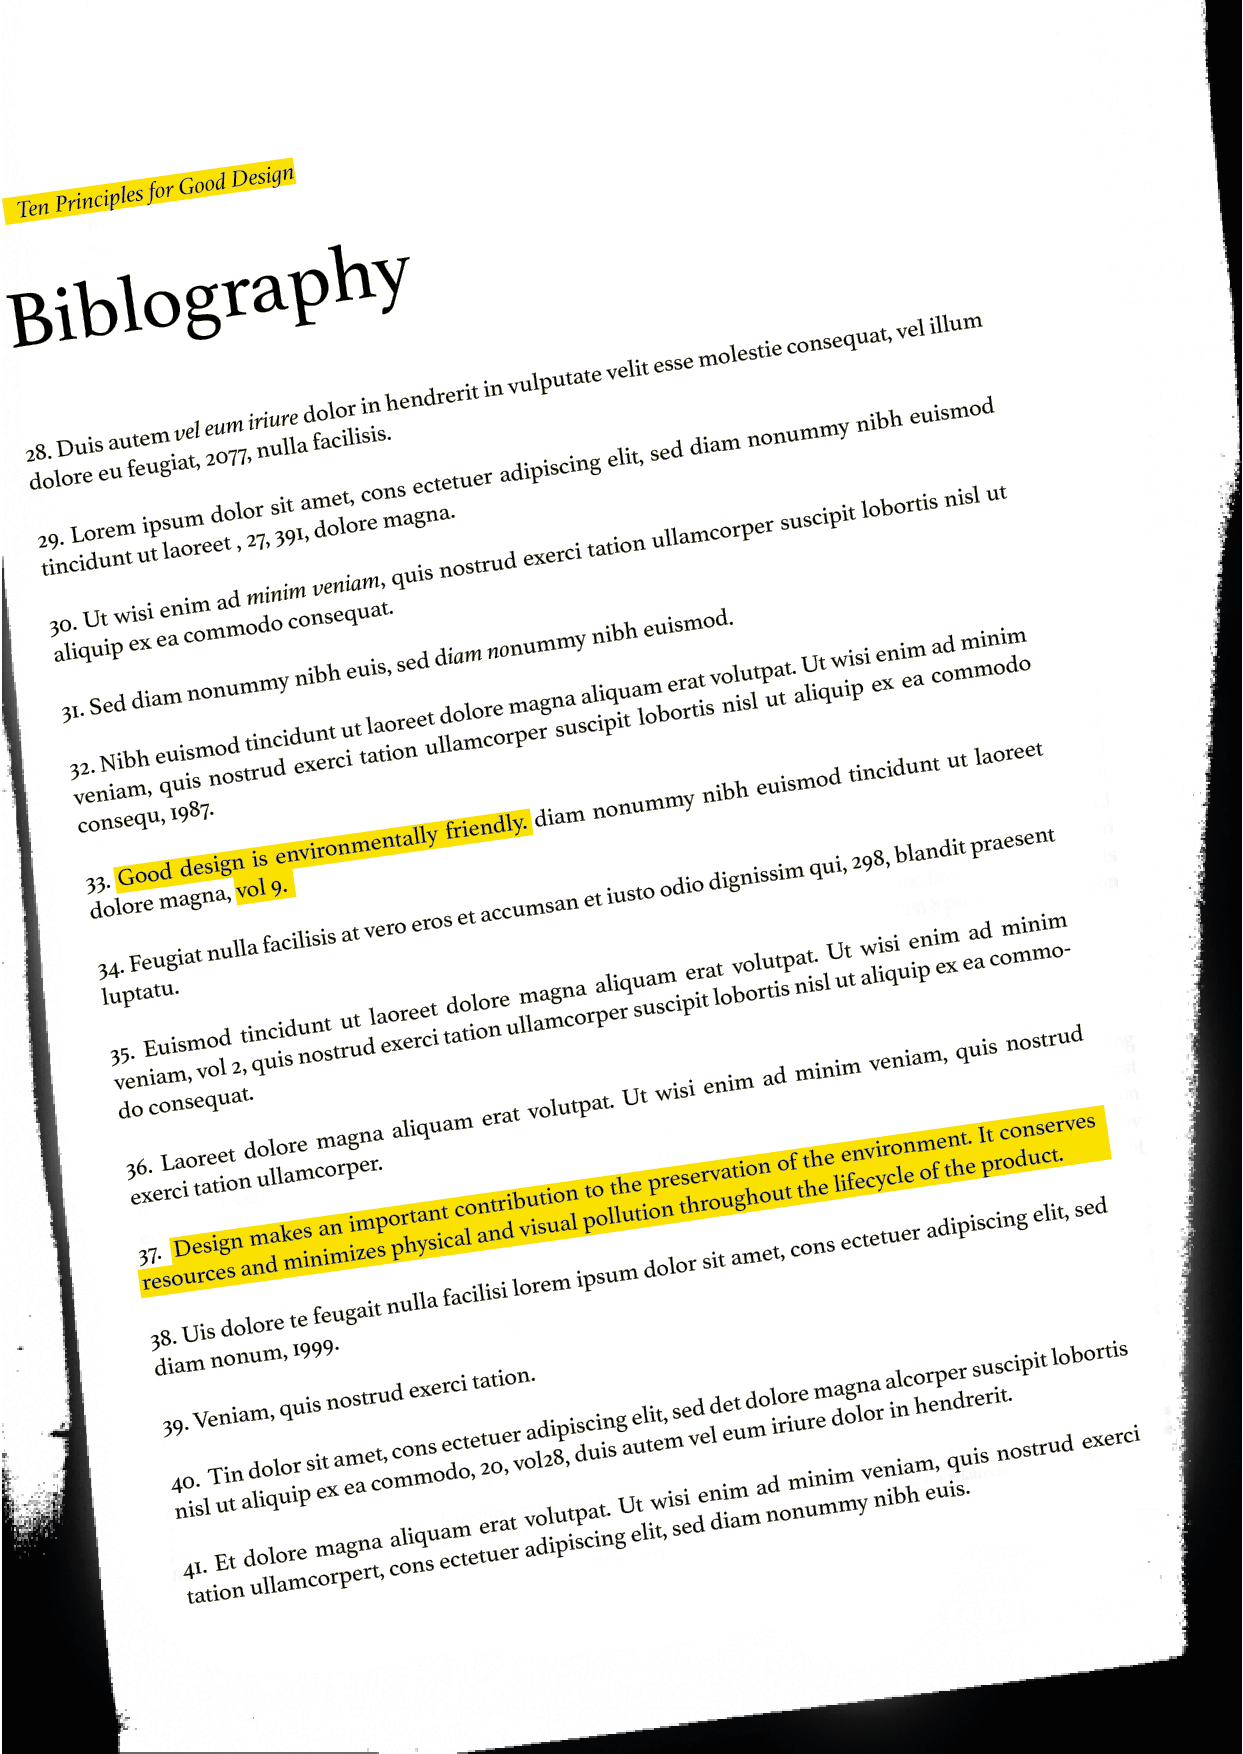 Ten Principles for Good Design
Biblography
28. Duis autem vel eum iriure dolor in hendrerit in vulputate velit esse molestie consequat, vel illum
dolore eu feugiat, 2077, nulla facilisis.
29. Lorem ipsum dolor sit amet, cons ectetuer adipiscing elit, sed diam nonummy nibh euismod
tincidunt ut laoreet , 27, 391, dolore magna.
30. Ut wisi enim ad minim veniam, quis nostrud exerci tation ullamcorper suscipit lobortis nisl ut
aliquip ex ea commodo consequat.
31. Sed diam nonummy nibh euis, sed diam nonummy nibh euismod.
32. Nibh euismod tincidunt ut laoreet dolore magna aliquam erat volutpat. Ut wisi enim ad minim
veniam, quis nostrud exerci tation ullamcorper suscipit lobortis nisl ut aliquip ex ea commodo
consequ, 1987.
33. Good design is environmentally friendly. diam nonummy nibh euismod tincidunt ut laoreet
dolore magna, vol 9.
34. Feugiat nulla facilisis at vero eros et accumsan et iusto odio dignissim qui, 298, blandit praesent
luptatu.
35. Euismod tincidunt ut laoreet dolore magna aliquam erat volutpat. Ut wisi enim ad minim
veniam, vol 2, quis nostrud exerci tation ullamcorper suscipit lobortis nisl ut aliquip ex ea commo-
do consequat.
36. Laoreet dolore magna aliquam erat volutpat. Ut wisi enim ad minim veniam, quis nostrud
exerci tation ullamcorper.
37. Design makes an important contribution to the preservation of the environment. It conserves
resources and minimizes physical and visual pollution throughout the lifecycle of the product.
38. Uis dolore te feugait nulla facilisi lorem ipsum dolor sit amet, cons ectetuer adipiscing elit, sed
diam nonum, 1999.
39. Veniam, quis nostrud exerci tation.
40. Tin dolor sit amet, cons ectetuer adipiscing elit, sed det dolore magna alcorper suscipit lobortis
nisl ut aliquip ex ea commodo, 20, vol28, duis autem vel eum iriure dolor in hendrerit.
41. Et dolore magna aliquam erat volutpat. Ut wisi enim ad minim veniam, quis nostrud exerci
tation ullamcorpert, cons ectetuer adipiscing elit, sed diam nonummy nibh euis.